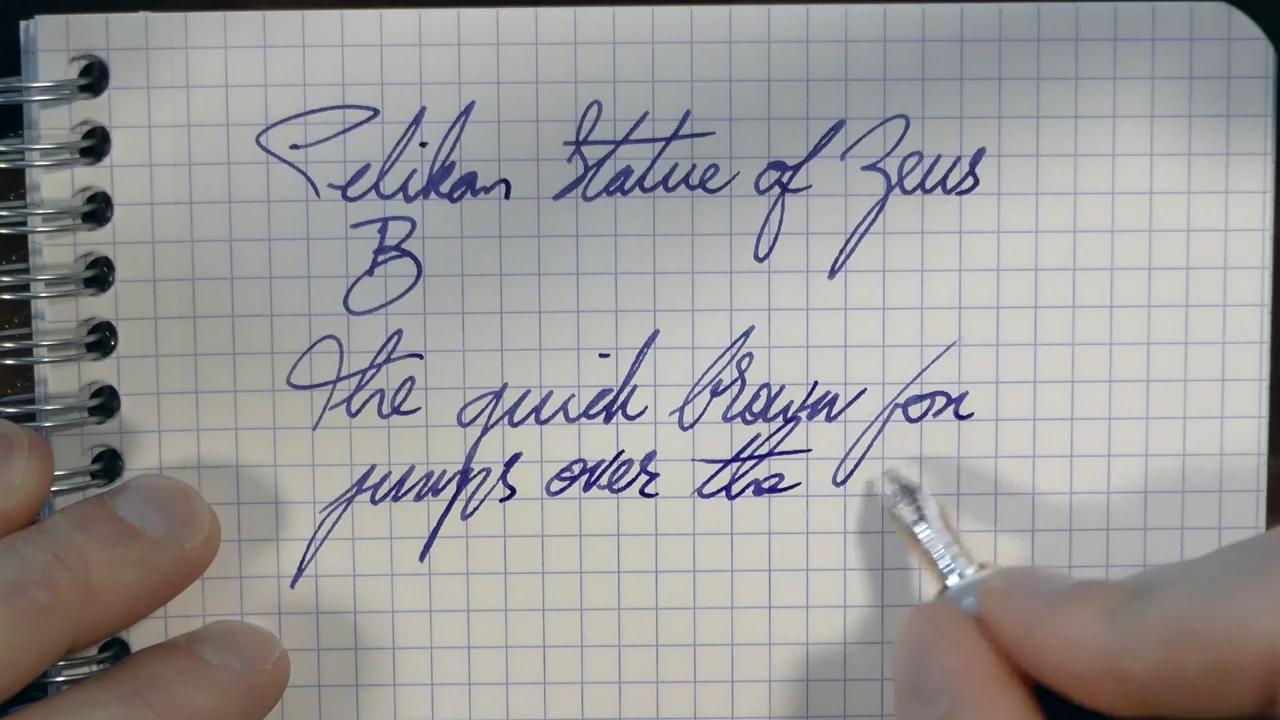 Pelikan Statue of Zeus
B
The quick brown fox
jumps over the